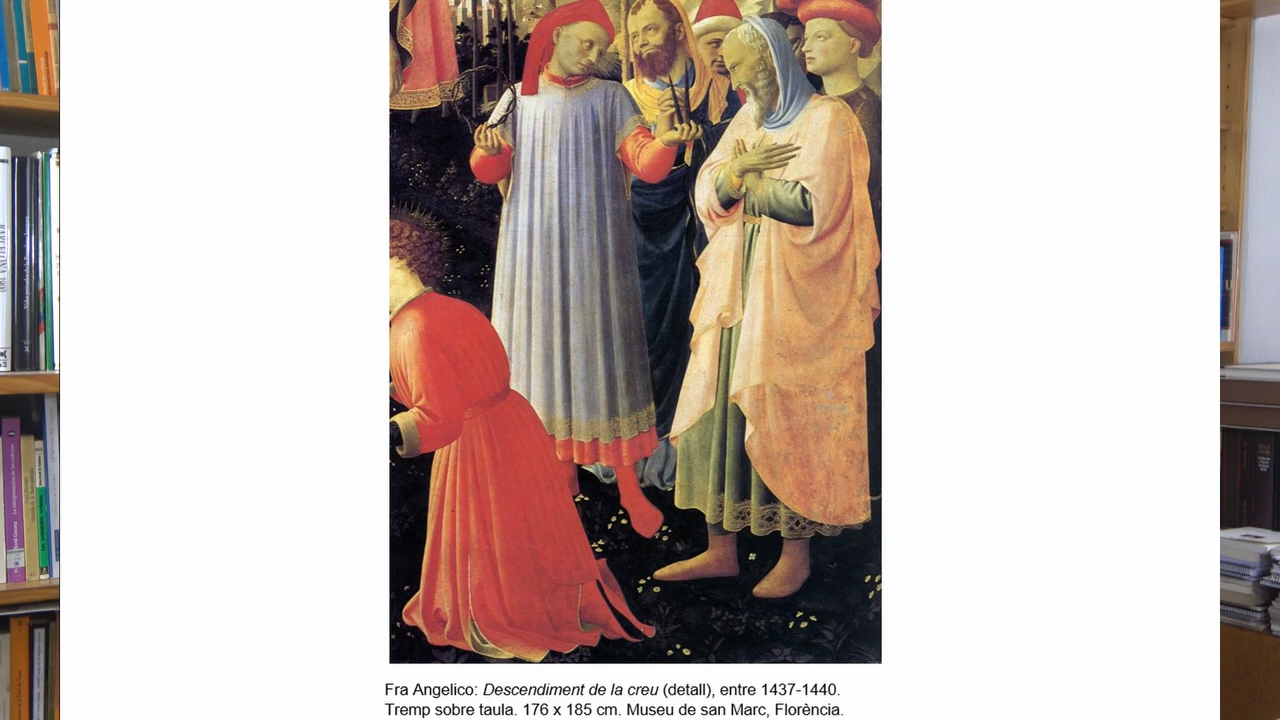 Fra Angelico: Descendiment de la creu (detall), entre 1437-1440.
Tremp sobre taula. 176 x 185 cm. Museu de san Marc, Florència.